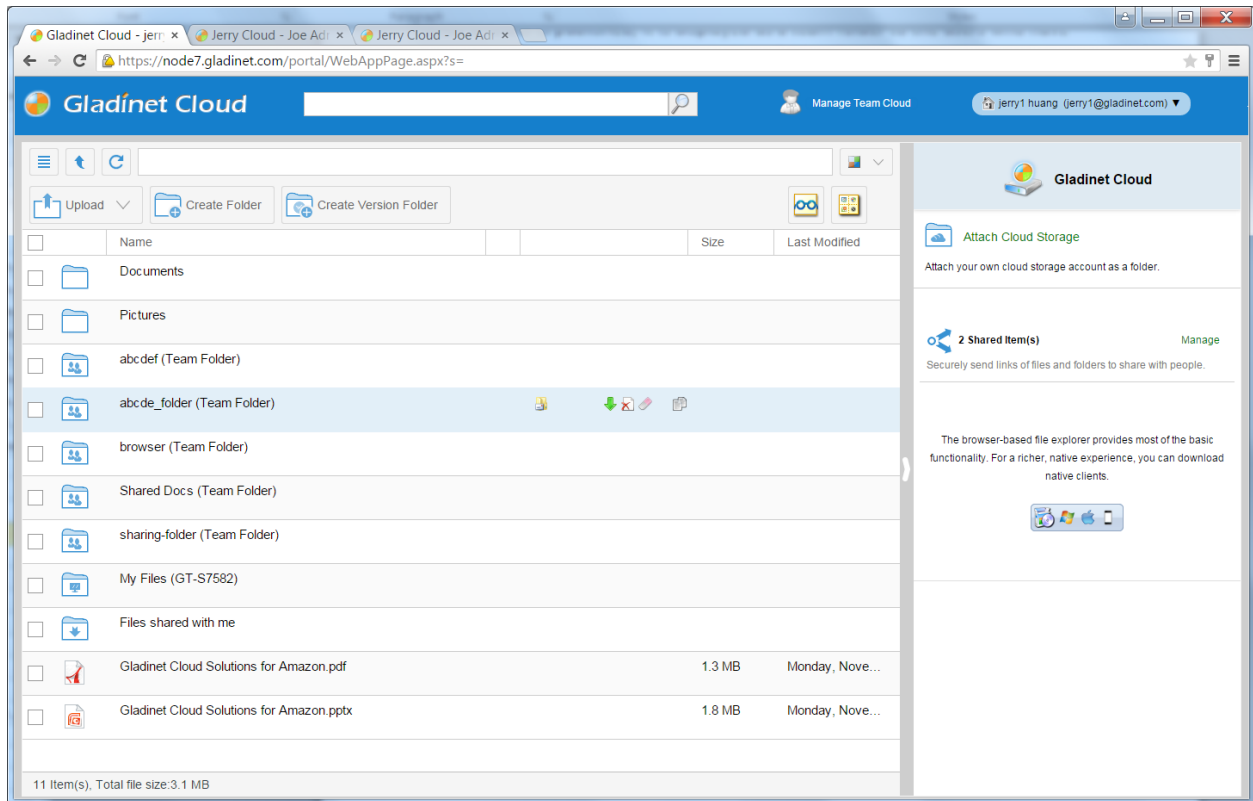 Gladinet Cloud - jerr
Jerry Cloud - Joe Adr
Jerry Cloud - Joe Adr
https://node7.gladinet.com/portal/WebAppPage.aspx?s=
Gladinet Cloud
Manage Team Cloud
jerry1 huang (jerry1@gladinet.com) ▼
Upload
Create Folder
Create Version Folder
Name Size Last Modified
Documents
Pictures
abcdef (Team Folder)
abcde_folder (Team Folder)
browser (Team Folder)
Shared Docs (Team Folder)
sharing-folder (Team Folder)
My Files (GT-S7582)
Files shared with me
Gladinet Cloud Solutions for Amazon.pdf 1.3 MB Monday, Nove...
Gladinet Cloud Solutions for Amazon.pptx 1.8 MB Monday, Nove...
11 Item(s), Total file size:3.1 MB
Gladinet Cloud
Attach Cloud Storage
Attach your own cloud storage account as a folder.
2 Shared Item(s) Manage
Securely send links of files and folders to share with people.
The browser-based file explorer provides most of the basic
functionality. For a richer, native experience, you can download
native clients.